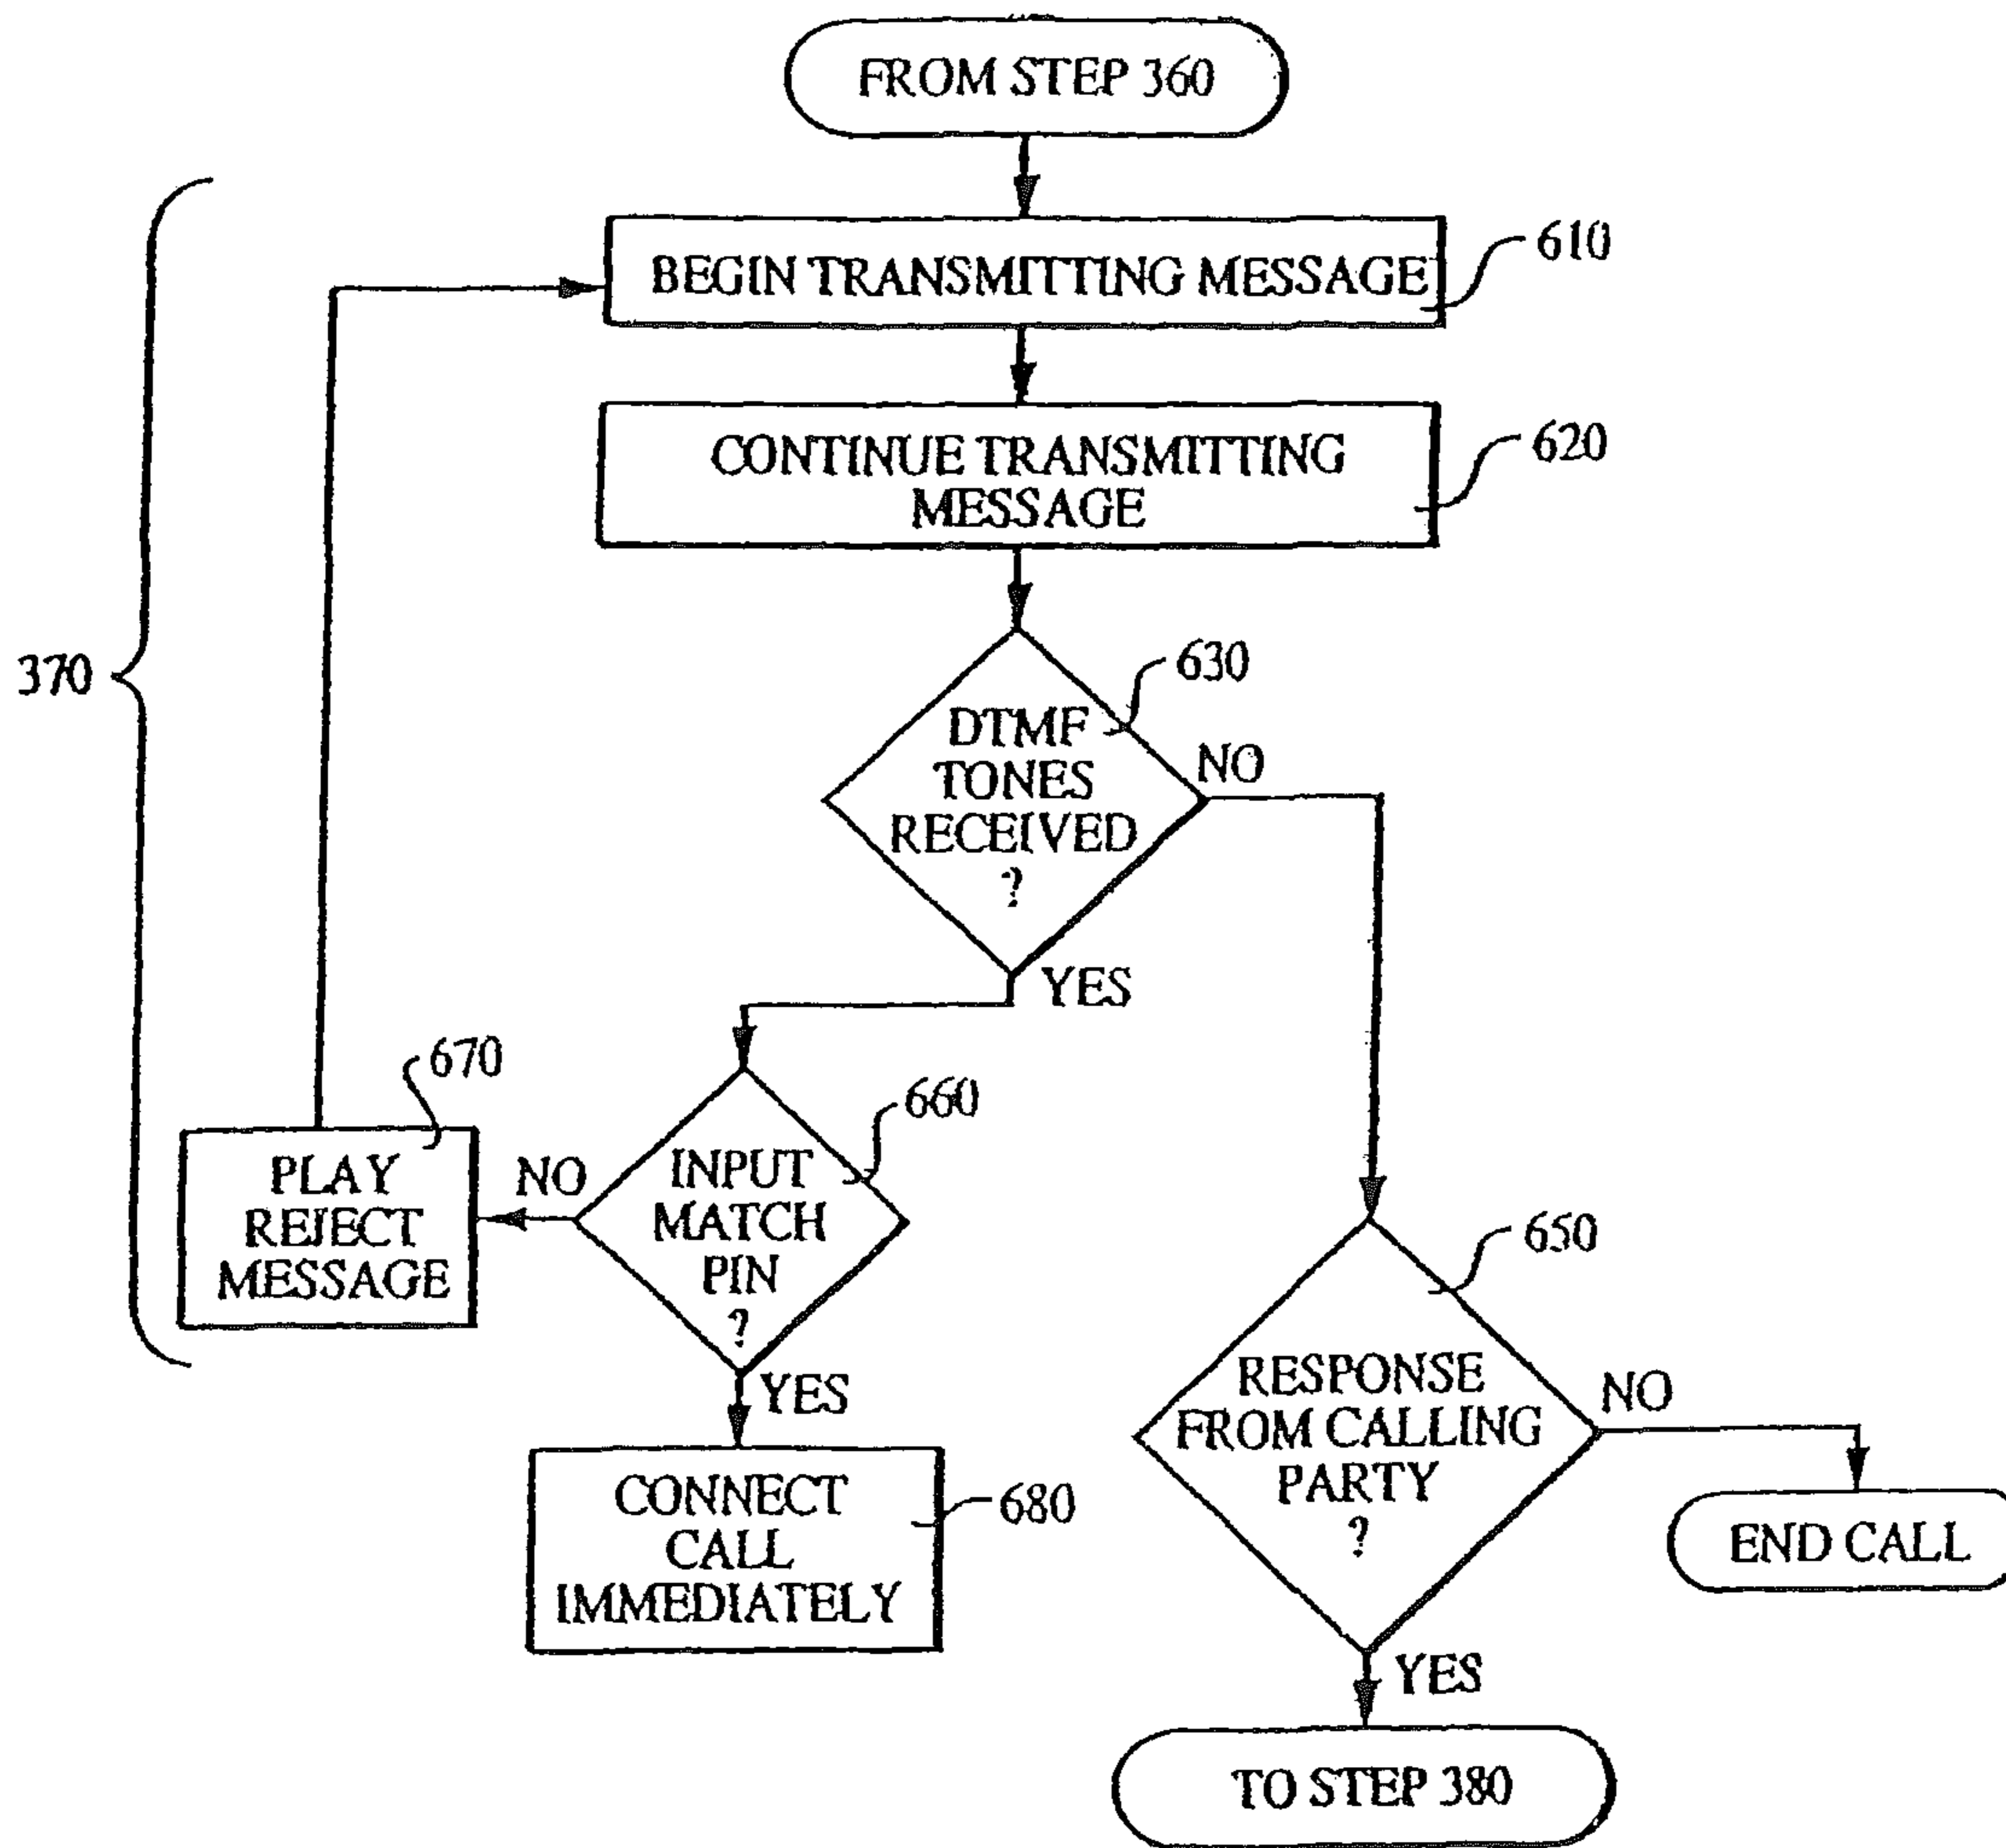 FROM STEP 360
BEGIN TRANSMITTING MESSAGE
610
CONTINUE TRANSMITTING
MESSAGE
620
370
630
DTMF
TONES
RECEIVED
?
NO
YES
670
660
PLAY
REJECT
MESSAGE
NO
INPUT
MATCH
PIN
?
650
YES
RESPONSE
FROM CALLING
PARTY
?
NO
CONNECT
CALL
IMMEDIATELY
680
END CALL
YES
TO STEP 380